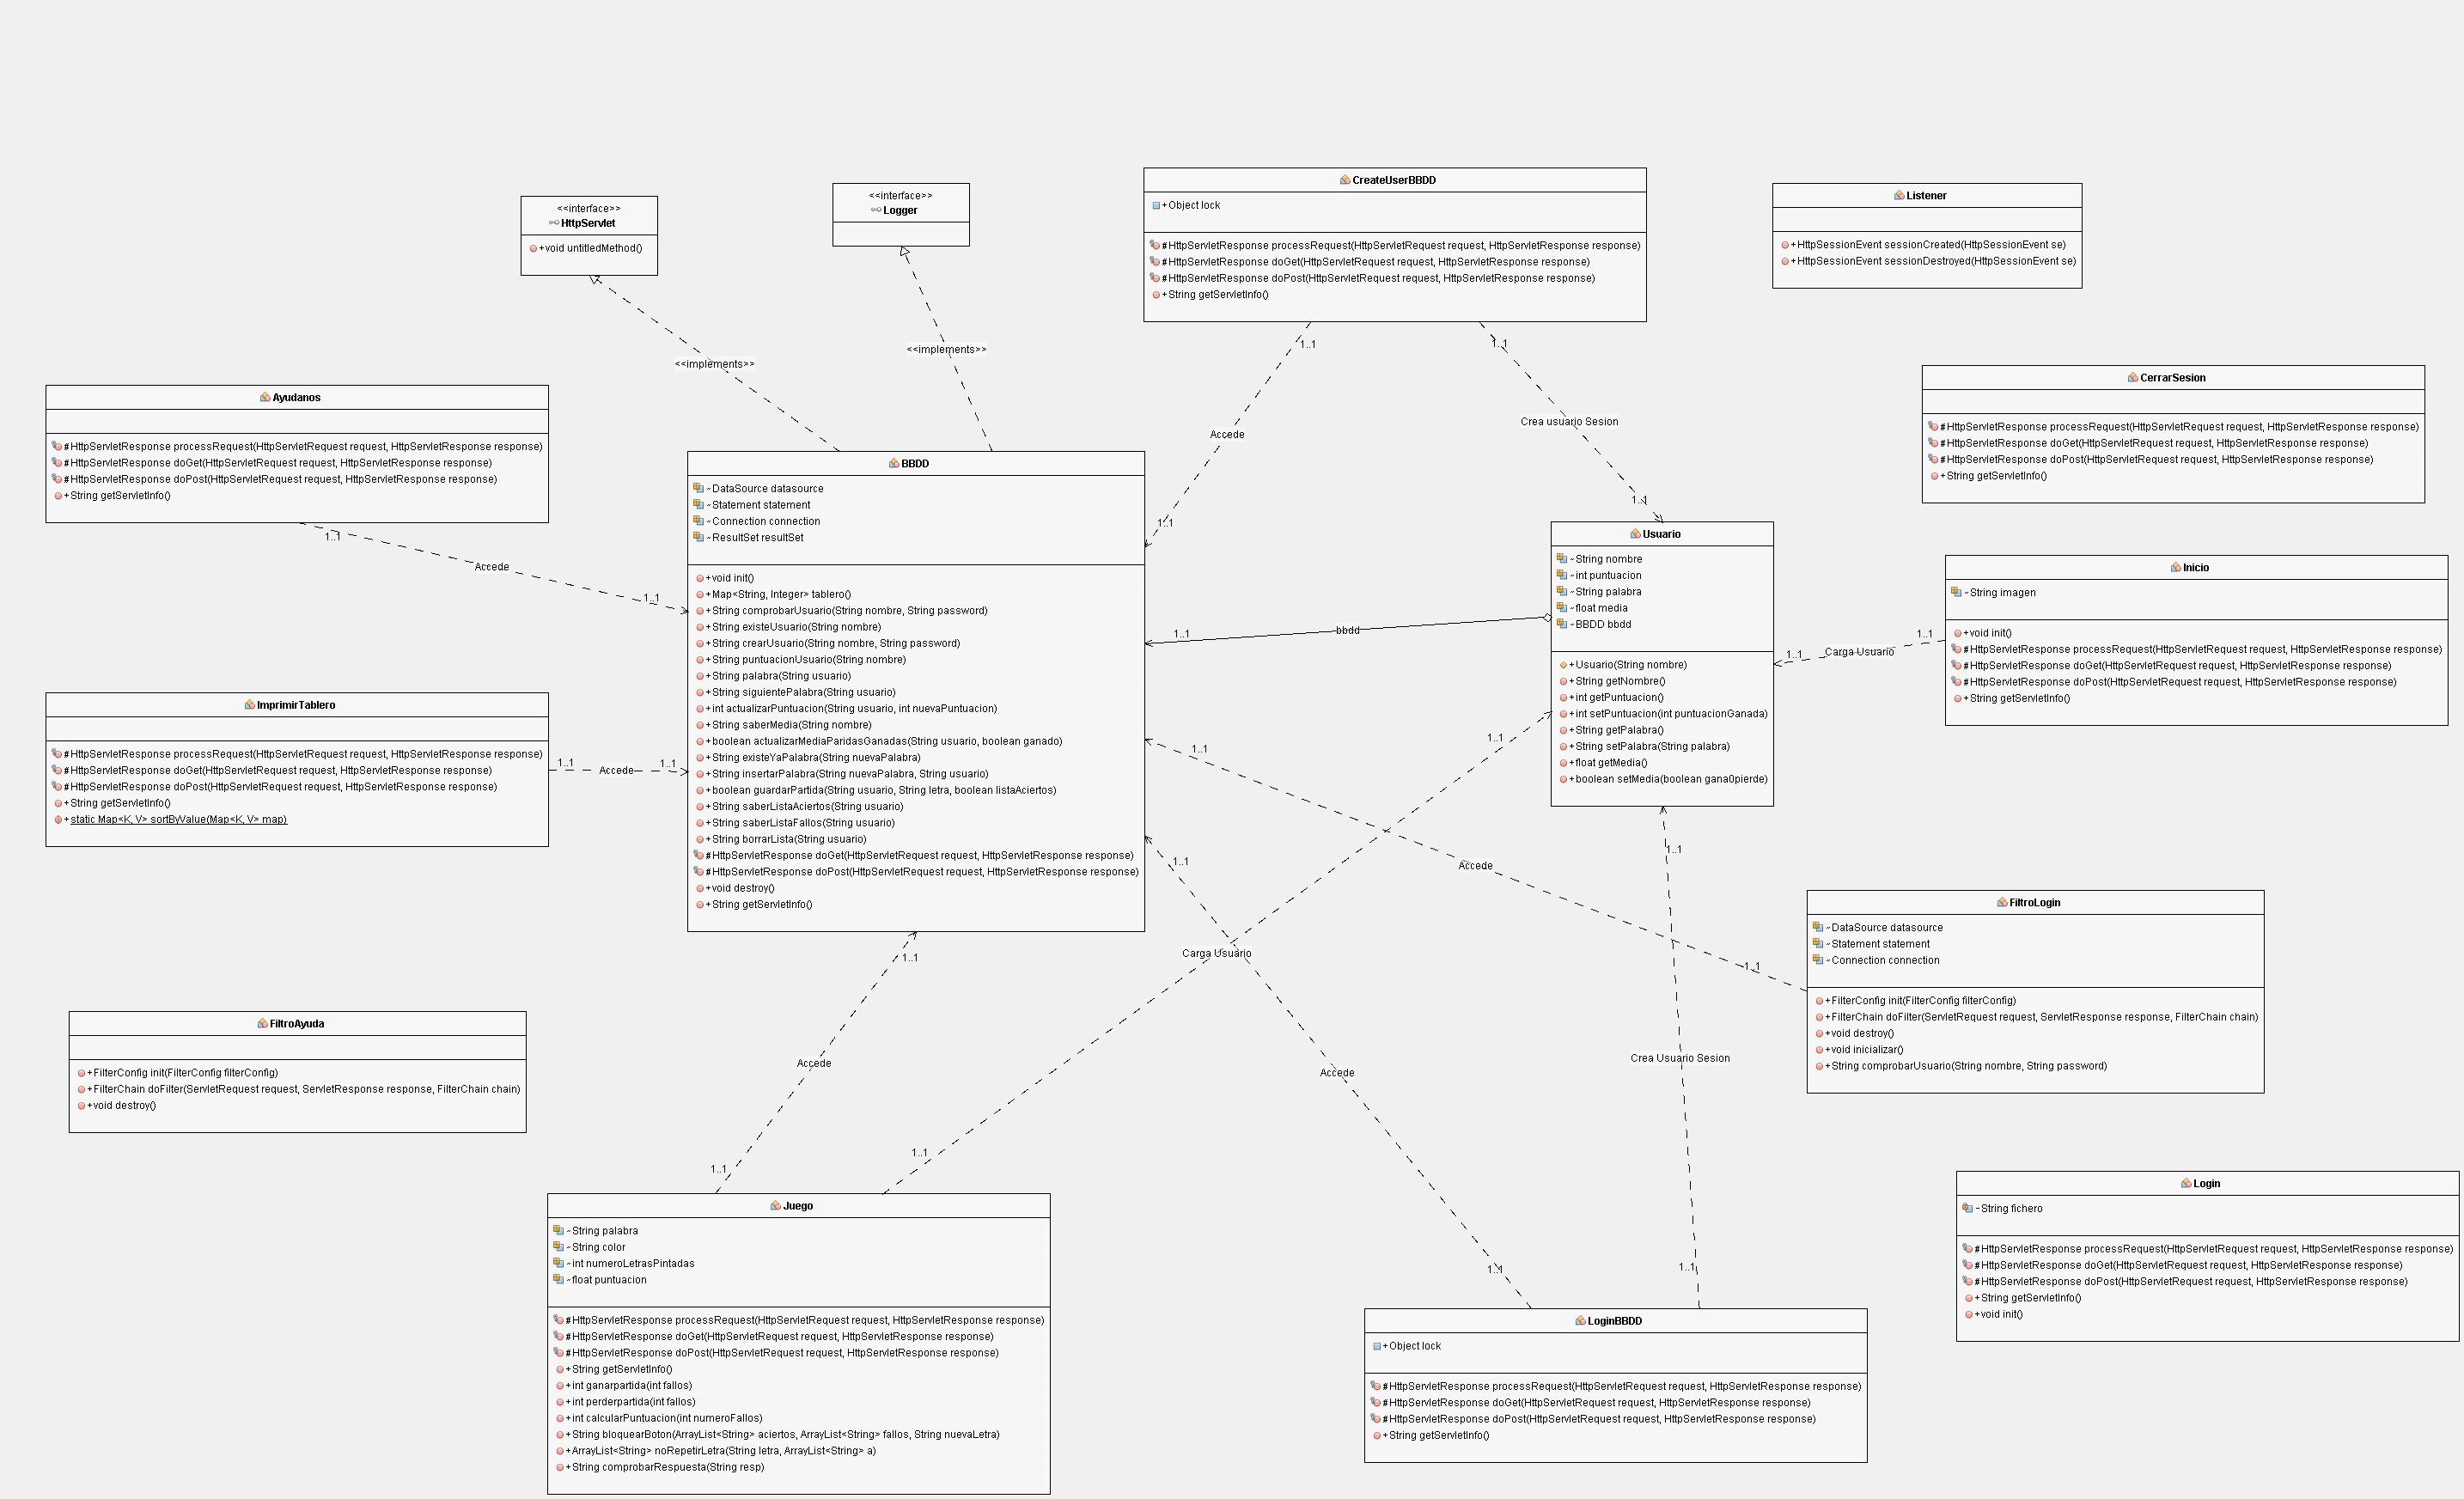 <<interface>>
HttpServlet
+void untitledMethod()
<<interface>>
Logger
CreateUserBBDD
+Object lock
#HttpServletResponse processRequest(HttpServletRequest request, HttpServletResponse response)
#HttpServletResponse doGet(HttpServletRequest request, HttpServletResponse response)
#HttpServletResponse doPost(HttpServletRequest request, HttpServletResponse response)
+String getServletInfo()
Listener
+HttpSessionEvent sessionCreated(HttpSessionEvent se)
+HttpSessionEvent sessionDestroyed(HttpSessionEvent se)
<<implements>>
<<implements>>
1..1
1..1
Accede
Crea usuario Sesion
1..1
1..1
CerrarSesion
#HttpServletResponse processRequest(HttpServletRequest request, HttpServletResponse response)
#HttpServletResponse doGet(HttpServletRequest request, HttpServletResponse response)
#HttpServletResponse doPost(HttpServletRequest request, HttpServletResponse response)
+String getServletInfo()
Ayudanos
#HttpServletResponse processRequest(HttpServletRequest request, HttpServletResponse response)
#HttpServletResponse doGet(HttpServletRequest request, HttpServletResponse response)
#HttpServletResponse doPost(HttpServletRequest request, HttpServletResponse response)
+String getServletInfo()
1..1
Accede
1..1
BBDD
~DataSource datasource
~Statement statement
~Connection connection
~ResultSet resultSet
+void init()
+Map<String, Integer> tablero()
+String comprobarUsuario(String nombre, String password)
+String existeUsuario(String nombre)
+String crearUsuario(String nombre, String password)
+String puntuacionUsuario(String nombre)
+String palabra(String usuario)
+String siguientePalabra(String usuario)
+int actualizarPuntuacion(String usuario, int nuevaPuntuacion)
+String saberMedia(String nombre)
+boolean actualizarMediaParidasGanadas(String usuario, boolean ganado)
+String existeYaPalabra(String nuevaPalabra)
+String insertarPalabra(String nuevaPalabra, String usuario)
+boolean guardarPartida(String usuario, String letra, boolean listaAciertos)
+String saberListaAciertos(String usuario)
+String saberListaFallos(String usuario)
+String borrarLista(String usuario)
#HttpServletResponse doGet(HttpServletRequest request, HttpServletResponse response)
#HttpServletResponse doPost(HttpServletRequest request, HttpServletResponse response)
+void destroy()
+String getServletInfo()
1..1
bbdd
Usuario
~String nombre
~int puntuacion
~String palabra
~float media
~BBDD bbdd
+Usuario(String nombre)
+String getNombre()
+int getPuntuacion()
+int setPuntuacion(int puntuacionGanada)
+String getPalabra()
+String setPalabra(String palabra)
+float getMedia()
+boolean setMedia(boolean ganaOpierde)
1..1
Carga Usuario
1..1
Inicio
~String imagen
+void init()
#HttpServletResponse processRequest(HttpServletRequest request, HttpServletResponse response)
#HttpServletResponse doGet(HttpServletRequest request, HttpServletResponse response)
#HttpServletResponse doPost(HttpServletRequest request, HttpServletResponse response)
+String getServletInfo()
ImprimirTablero
#HttpServletResponse processRequest(HttpServletRequest request, HttpServletResponse response)
#HttpServletResponse doGet(HttpServletRequest request, HttpServletResponse response)
#HttpServletResponse doPost(HttpServletRequest request, HttpServletResponse response)
+String getServletInfo()
+static Map<K, V> sortByValue(Map<K, V> map)
1..1
Accede
1..1
1..1
1..1
1..1
1..1
Accede
1..1
FiltroLogin
~DataSource datasource
~Statement statement
~Connection connection
+FilterConfig init(FilterConfig filterConfig)
+FilterChain doFilter(ServletRequest request, ServletResponse response, FilterChain chain)
+void destroy()
+void inicializar()
+String comprobarUsuario(String nombre, String password)
1..1
Carga Usuario
FiltroAyuda
+FilterConfig init(FilterConfig filterConfig)
+FilterChain doFilter(ServletRequest request, ServletResponse response, FilterChain chain)
+void destroy()
Accede
Accede
Crea Usuario Sesion
1..1
1..1
1..1
1..1
Juego
~String palabra
~String color
~int numeroLetrasPintadas
~float puntuacion
#HttpServletResponse processRequest(HttpServletRequest request, HttpServletResponse response)
#HttpServletResponse doGet(HttpServletRequest request, HttpServletResponse response)
#HttpServletResponse doPost(HttpServletRequest request, HttpServletResponse response)
+String getServletInfo()
+int ganarpartida(int fallos)
+int perderpartida(int fallos)
+int calcularPuntuacion(int numeroFallos)
+String bloquearBoton(ArrayList<String> aciertos, ArrayList<String> fallos, String nuevaLetra)
+ArrayList<String> noRepetirLetra(String letra, ArrayList<String> a)
+String comprobarRespuesta(String resp)
LoginBBDD
+Object lock
#HttpServletResponse processRequest(HttpServletRequest request, HttpServletResponse response)
#HttpServletResponse doGet(HttpServletRequest request, HttpServletResponse response)
#HttpServletResponse doPost(HttpServletRequest request, HttpServletResponse response)
+String getServletInfo()
Login
-String fichero
#HttpServletResponse processRequest(HttpServletRequest request, HttpServletResponse response)
#HttpServletResponse doGet(HttpServletRequest request, HttpServletResponse response)
#HttpServletResponse doPost(HttpServletRequest request, HttpServletResponse response)
+String getServletInfo()
+void init()